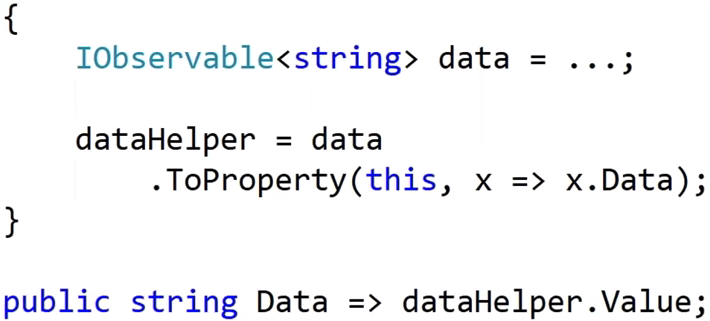 {
    IObservable<string> data = ...;

    dataHelper = data
        .ToProperty(this, x => x.Data);
}

public string Data => dataHelper.Value;